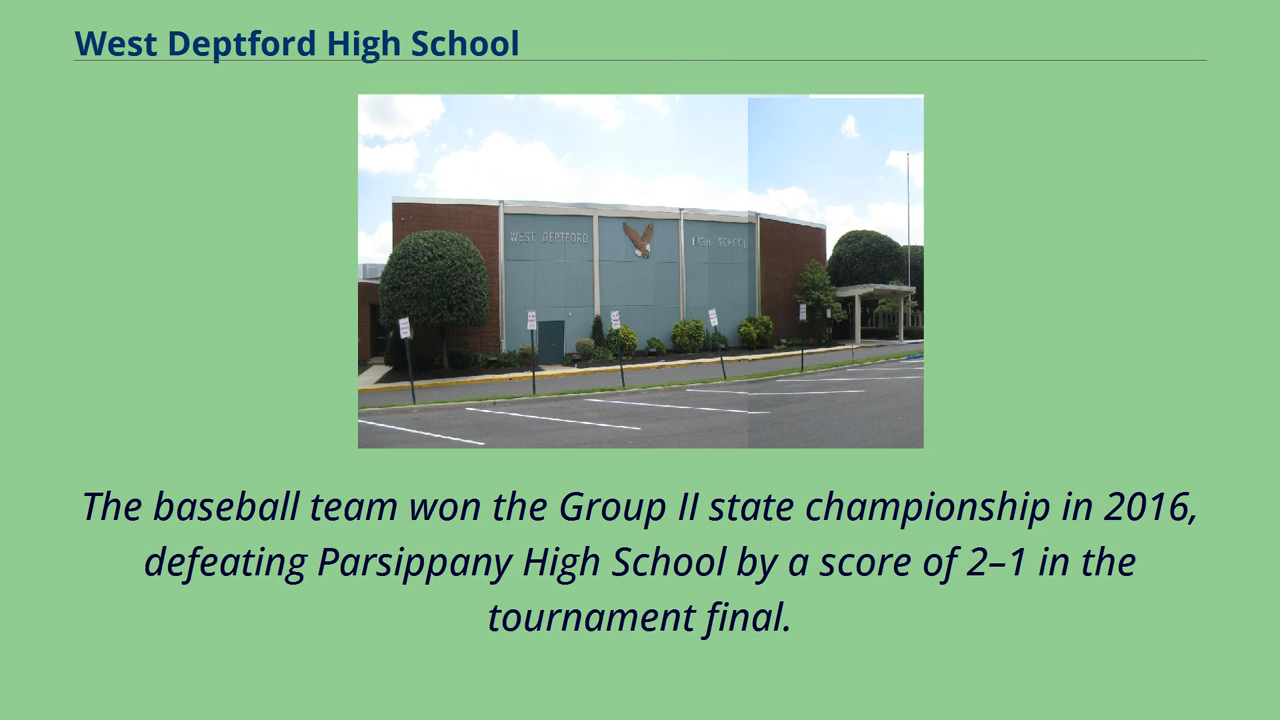 West Deptford High School
WEST DEPTFORD
HIGH SCHOOL
The baseball team won the Group II state championship in 2016,
defeating Parsippany High School by a score of 2–1 in the
tournament final.